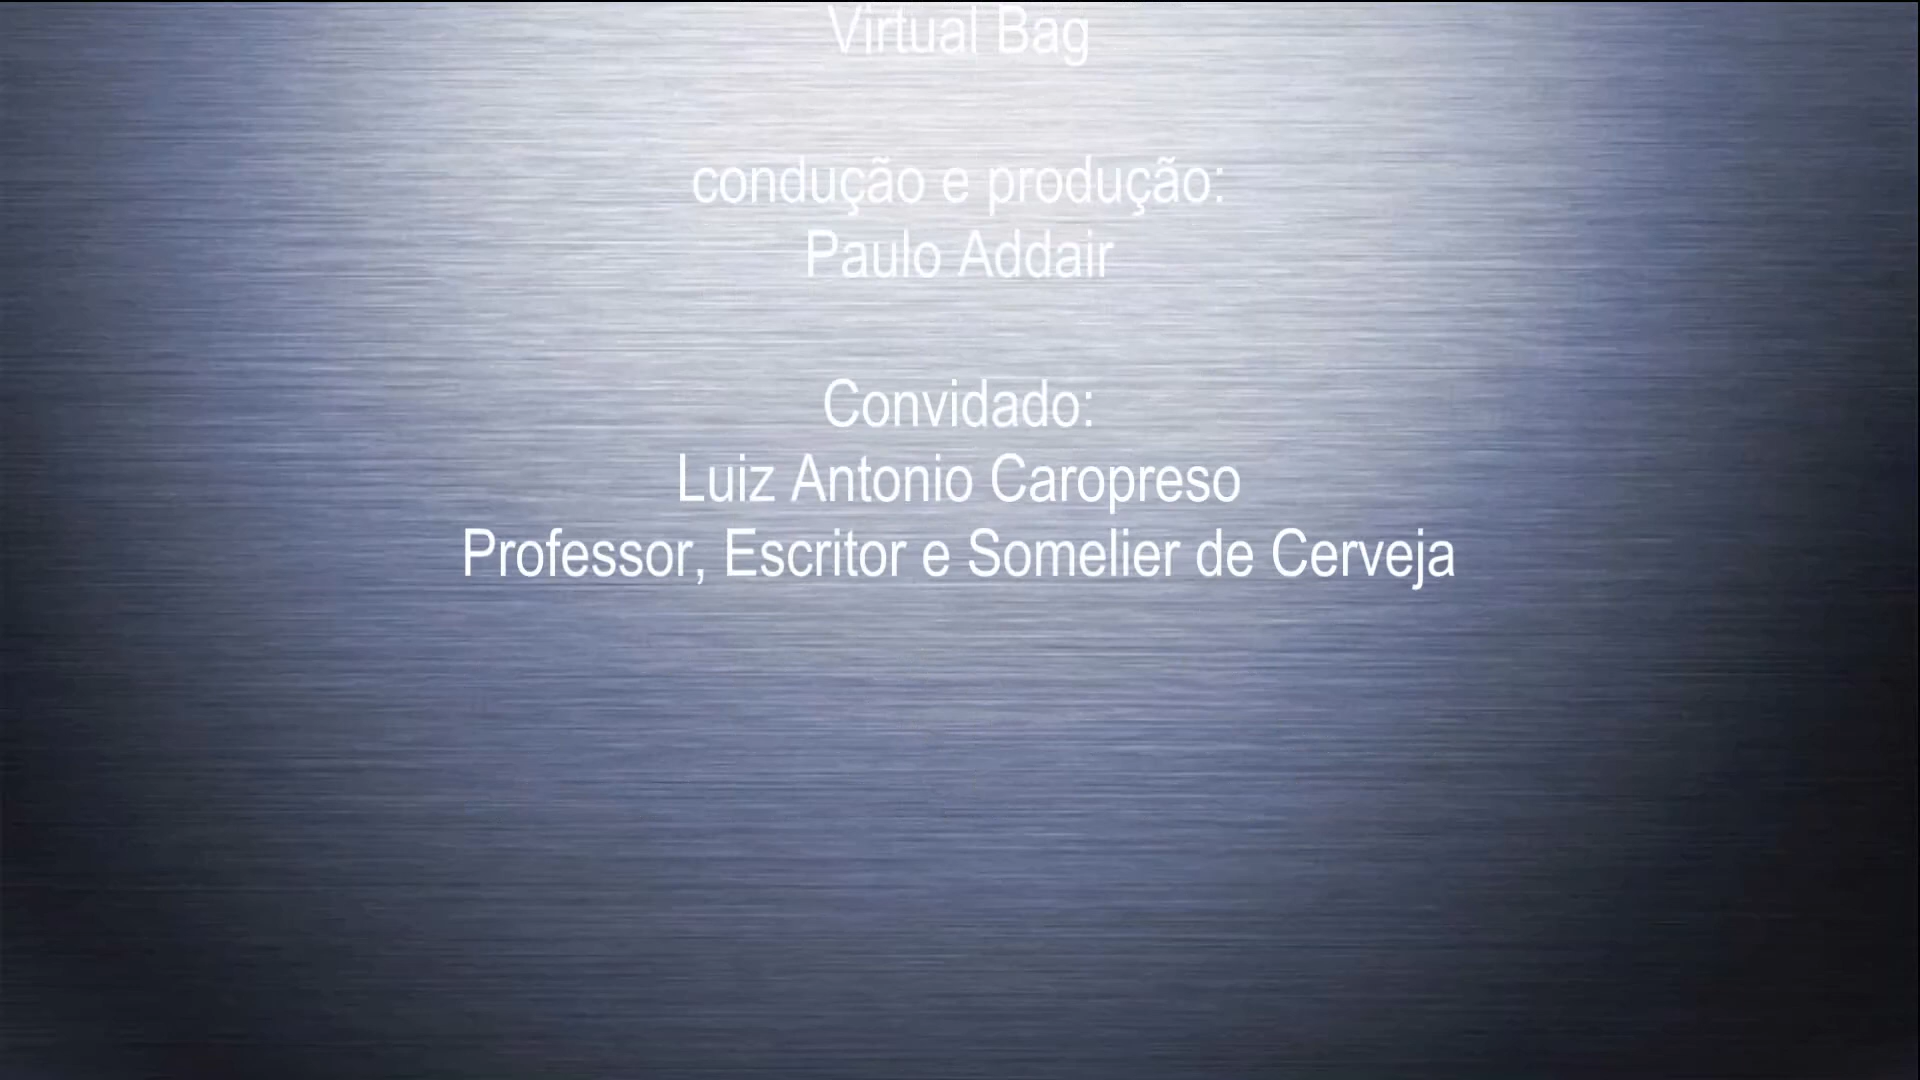 Virtual Bag
condução e produção:
Paulo Addair
Convidado:
Luiz Antonio Caropreso
Professor, Escritor e Somelier de Cerveja